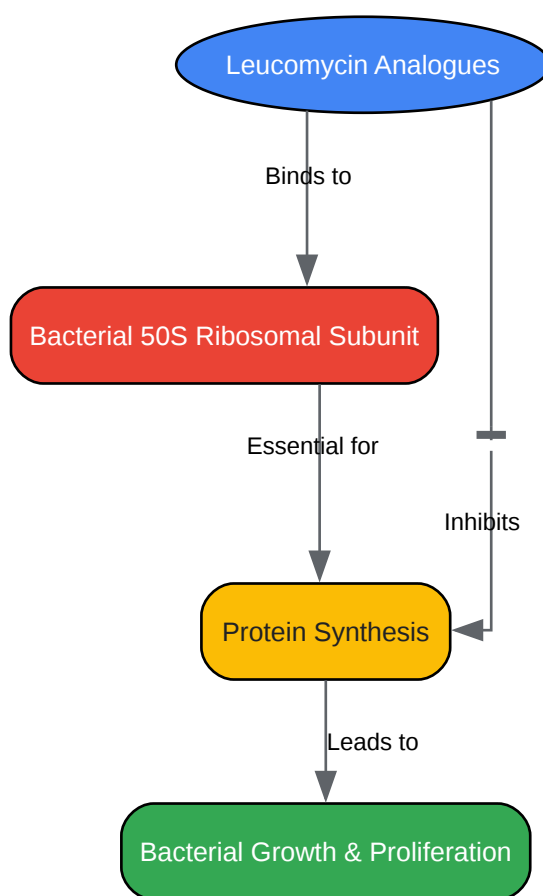 Leucomycin Analogues
Binds to
Bacterial 50S Ribosomal Subunit
Essential for
Inhibits
Protein Synthesis
Leads to
Bacterial Growth & Proliferation